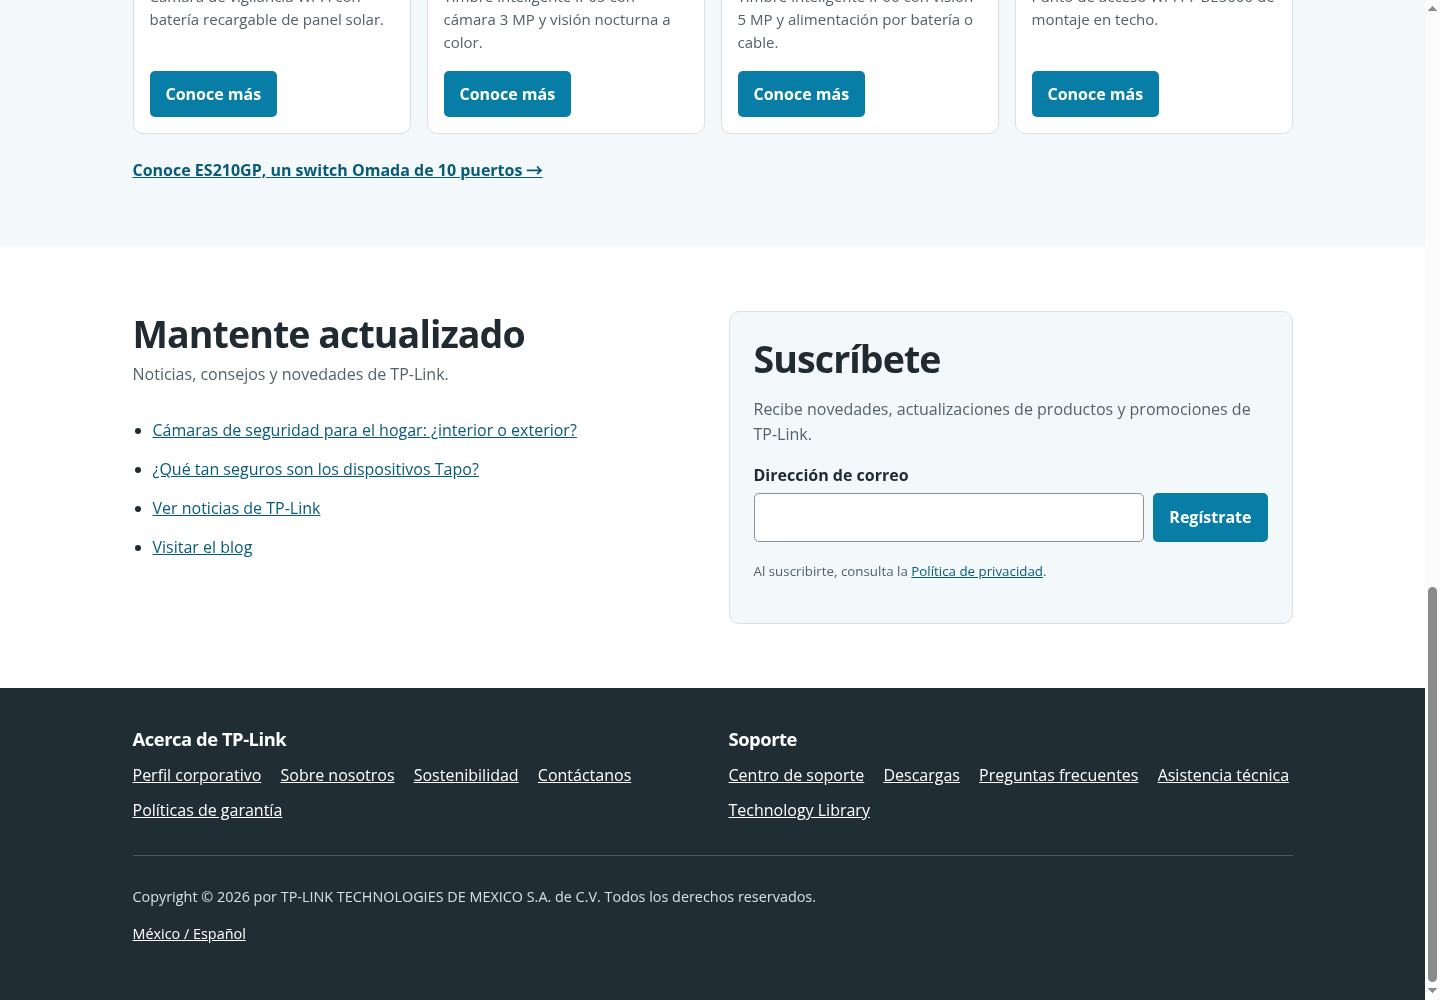 batería recargable de panel solar.
cámara 3 MP y visión nocturna a
color.
5 MP y alimentación por batería o
cable.
montaje en techo.
Conoce más
Conoce más
Conoce más
Conoce más
Conoce ES210GP, un switch Omada de 10 puertos →
Mantente actualizado
Noticias, consejos y novedades de TP-Link.
Cámaras de seguridad para el hogar: ¿interior o exterior?
¿Qué tan seguros son los dispositivos Tapo?
Ver noticias de TP-Link
Visitar el blog
Suscríbete
Recibe novedades, actualizaciones de productos y promociones de
TP-Link.
Dirección de correo
Regístrate
Al suscribirte, consulta la Política de privacidad.
Acerca de TP-Link
Perfil corporativo Sobre nosotros Sostenibilidad Contáctanos
Políticas de garantía
Soporte
Centro de soporte Descargas Preguntas frecuentes Asistencia técnica
Technology Library
Copyright © 2026 por TP-LINK TECHNOLOGIES DE MEXICO S.A. de C.V. Todos los derechos reservados.
México / Español